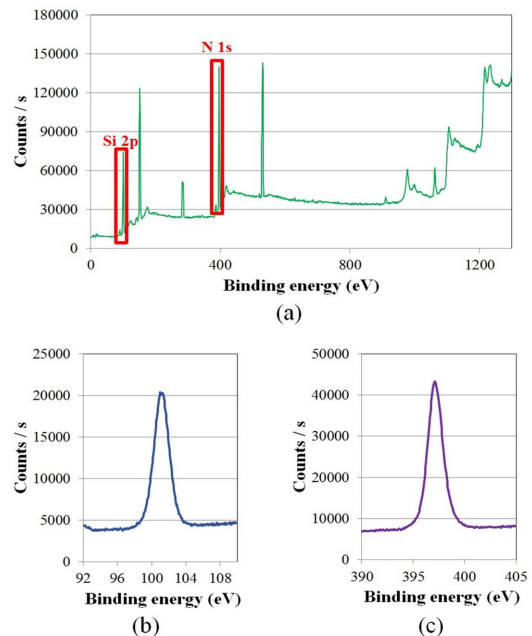 180000
150000
120000
90000
60000
30000
0
Counts / s
Si 2p
N 1s
0 400 800 1200
Binding energy (eV)
(a)
25000
20000
15000
10000
5000
0
Counts / s
92 96 100 104 108
Binding energy (eV)
(b)
50000
40000
30000
20000
10000
0
Counts / s
390 395 400 405
Binding energy (eV)
(c)